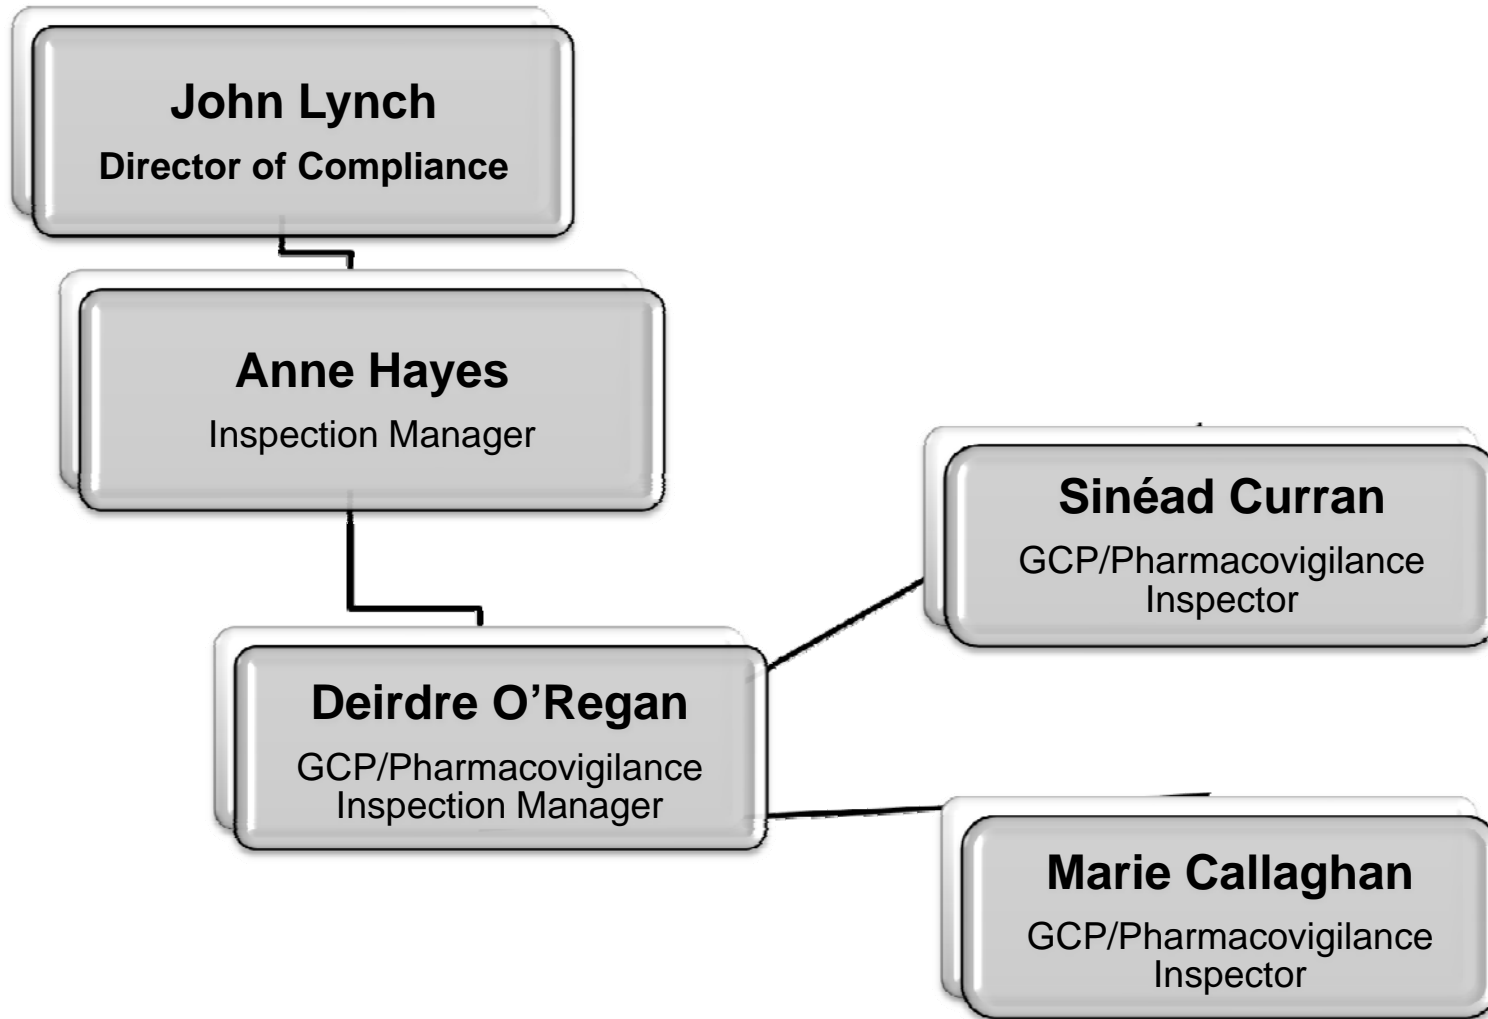 John Lynch
Director of Compliance
Anne Hayes
Inspection Manager
Sinéad Curran
GCP/Pharmacovigilance
Inspector
Deirdre O’Regan
GCP/Pharmacovigilance
Inspection Manager
Marie Callaghan
GCP/Pharmacovigilance
Inspector